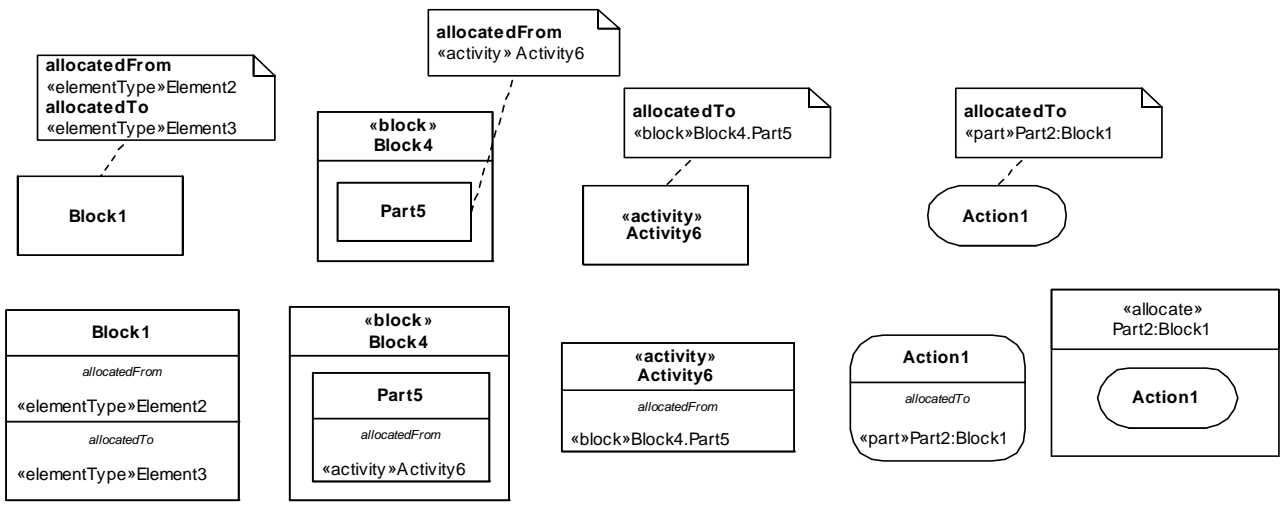 allocatedFrom
«elementType»Element2
allocatedTo
«elementType»Element3
Block1
allocatedFrom
«activity» Activity6
«block»
Block4
Part5
allocatedTo
«block»Block4.Part5
«activity»
Activity6
allocatedTo
«part»Part2:Block1
Action1
Block1
allocatedFrom
«elementType»Element2
allocatedTo
«elementType»Element3
«block»
Block4
Part5
allocatedFrom
«activity»Activity6
«activity»
Activity6
allocatedFrom
«block»Block4.Part5
Action1
allocatedTo
«part»Part2:Block1
«allocate»
Part2:Block1
Action1